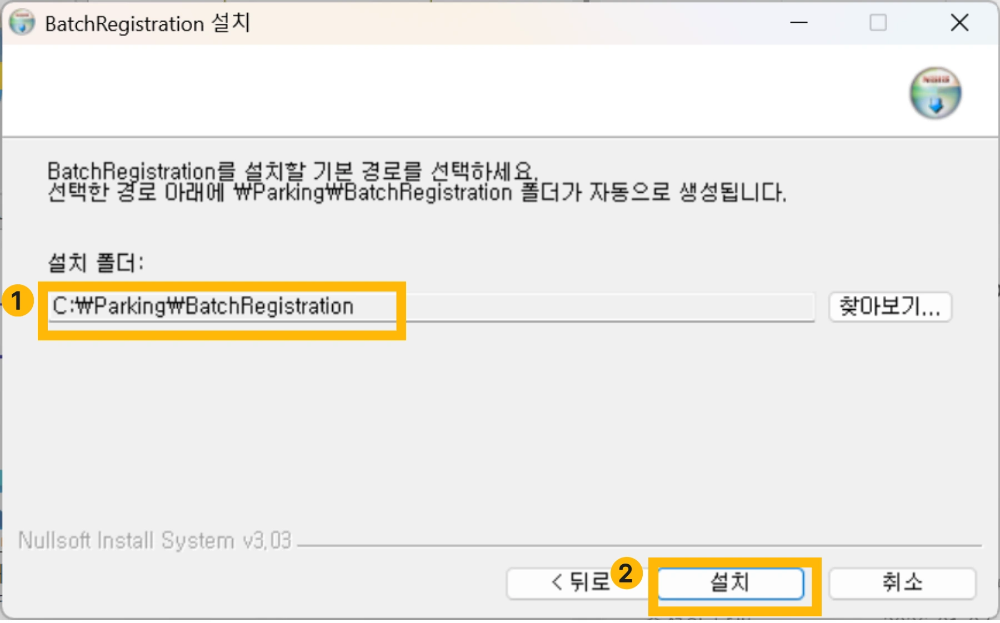 BatchRegistration 설치
BatchRegistration를 설치할 기본 경로를 선택하세요.
선택한 경로 아래에 ₩Parking₩BatchRegistration 폴더가 자동으로 생성됩니다.
설치 폴더:
1
C:₩Parking₩BatchRegistration
찾아보기...
Nullsoft Install System v3.03
< 뒤로
2
설치
취소